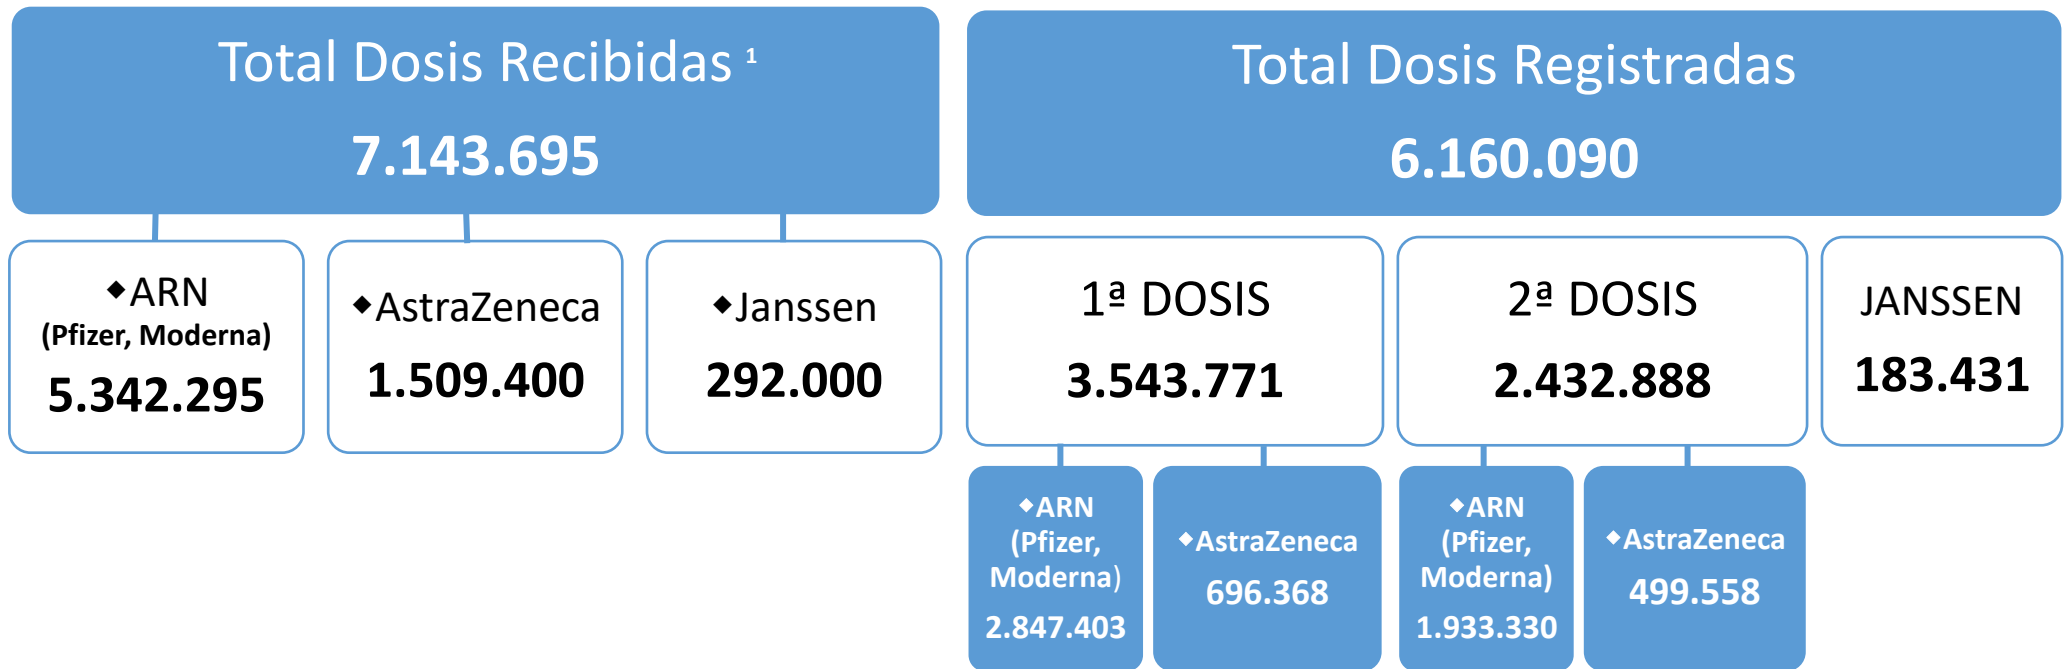 Total Dosis Recibidas 1
7.143.695
◆ARN
(Pfizer, Moderna)
5.342.295
◆AstraZeneca
1.509.400
◆Janssen
292.000
Total Dosis Registradas
6.160.090
1ª DOSIS
3.543.771
2ª DOSIS
2.432.888
JANSSEN
183.431
◆ARN
(Pfizer,
Moderna)
2.847.403
◆AstraZeneca
696.368
◆ARN
(Pfizer,
Moderna)
1.933.330
◆AstraZeneca
499.558